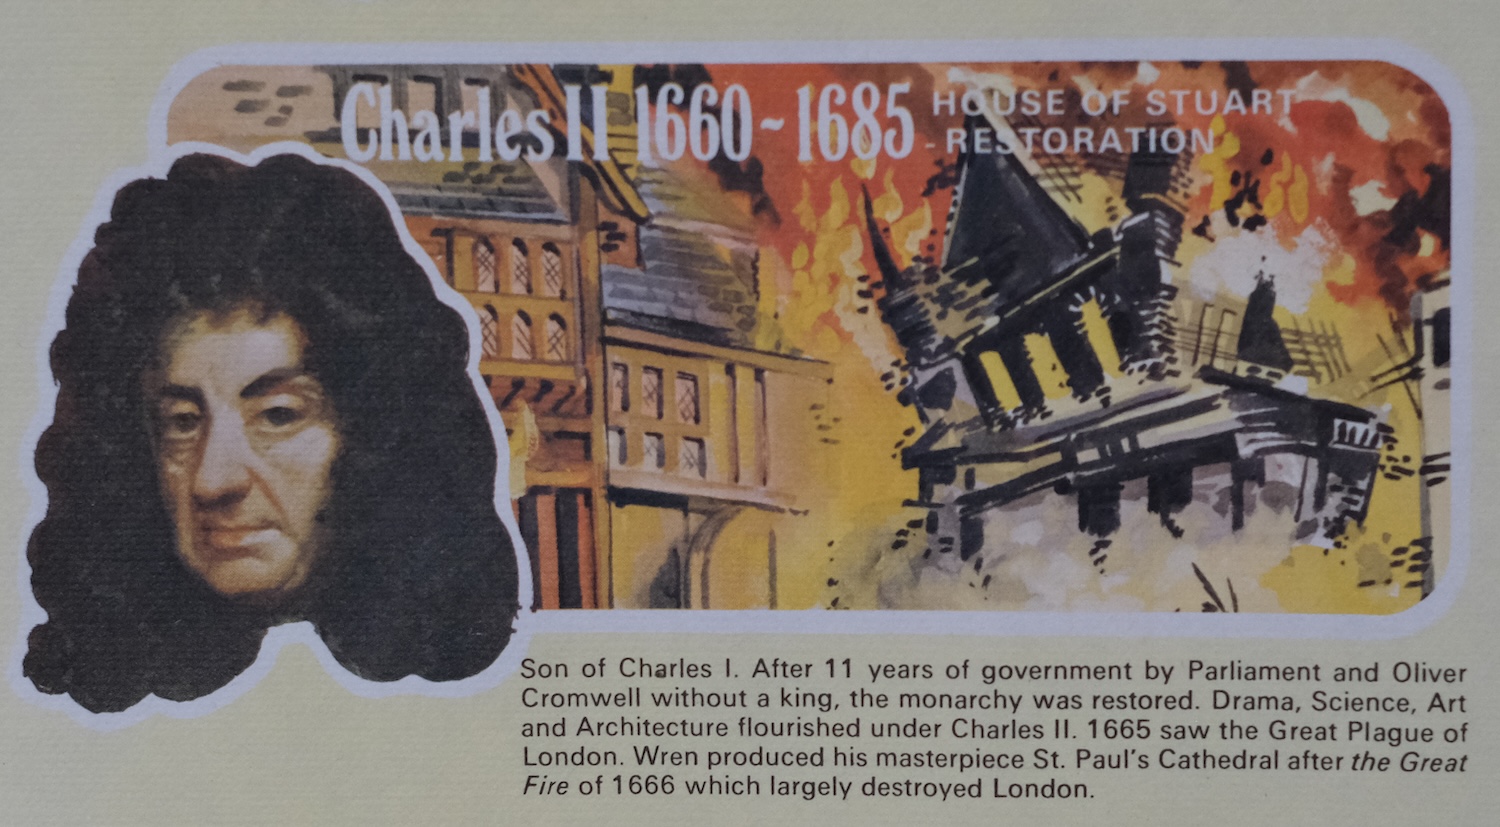 Charles II 1660~1685 HOUSE OF STUART
- RESTORATION
Son of Charles I. After 11 years of government by Parliament and Oliver
Cromwell without a king, the monarchy was restored. Drama, Science, Art
and Architecture flourished under Charles II. 1665 saw the Great Plague of
London. Wren produced his masterpiece St. Paul's Cathedral after the Great
Fire of 1666 which largely destroyed London.